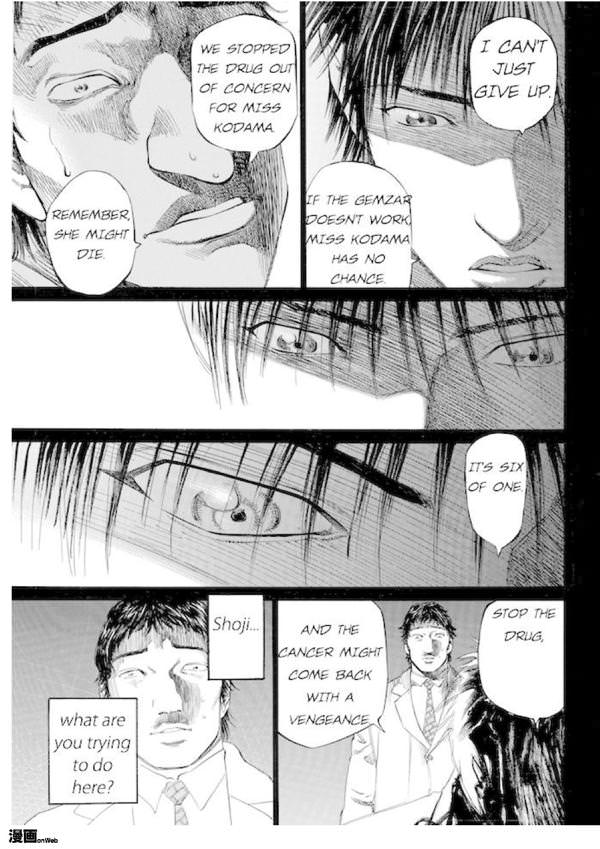 I CAN'T
JUST
GIVE UP.
IF THE GEMZAR
DOESN'T WORK,
MISS KODAMA
HAS NO
CHANCE.
WE STOPPED
THE DRUG OUT
OF CONCERN
FOR MISS
KODAMA.
REMEMBER,
SHE MIGHT
DIE.
IT'S SIX
OF ONE.
STOP THE
DRUG,
AND THE
CANCER MIGHT
COME BACK
WITH A
VENGEANCE.
Shoji...
what are
you trying
to do
here?
漫画onWeb